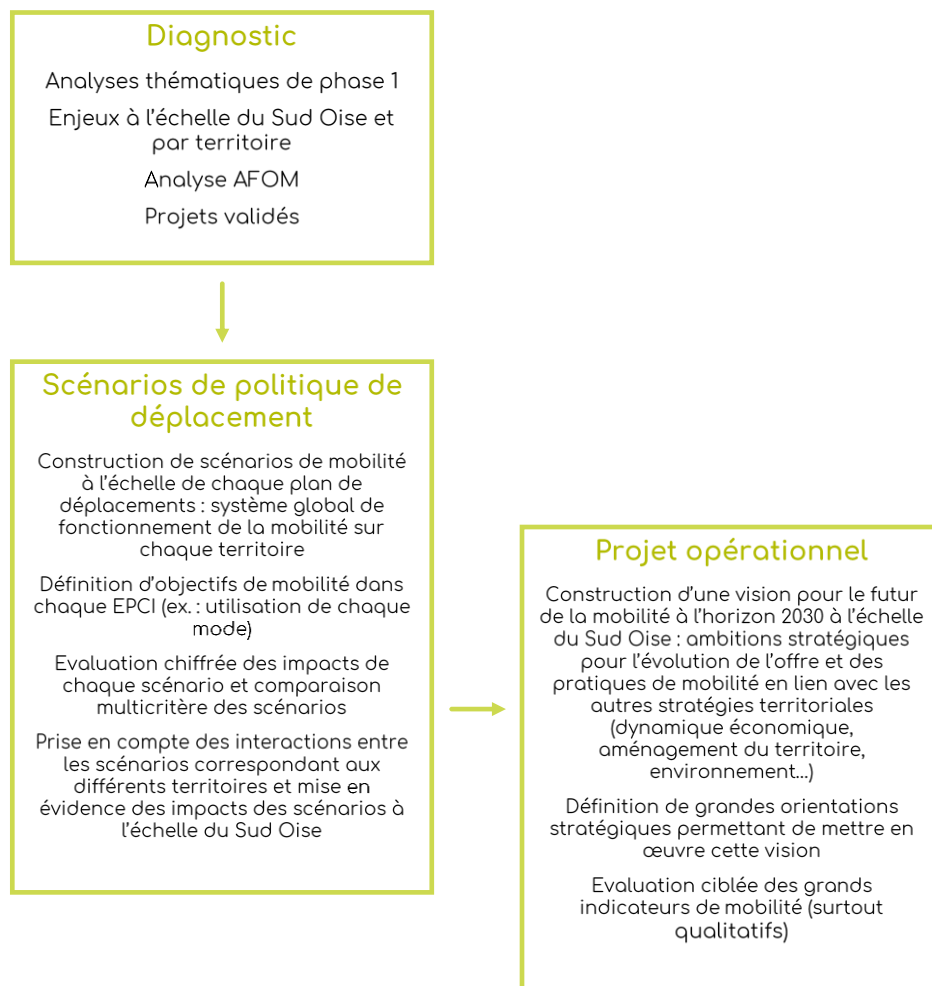 Diagnostic
Analyses thématiques de phase 1
Enjeux à l'échelle du Sud Oise et
par territoire
Analyse AFOM
Projets validés
Scénarios de politique de
déplacement
Construction de scénarios de mobilité
à l'échelle de chaque plan de
déplacements : système global de
fonctionnement de la mobilité sur
chaque territoire
Définition d'objectifs de mobilité dans
chaque EPCI (ex. : utilisation de chaque
mode)
Evaluation chiffrée des impacts de
chaque scénario et comparaison
multicritère des scénarios
Prise en compte des interactions entre
les scénarios correspondant aux
différents territoires et mise en
évidence des impacts des scénarios à
l'échelle du Sud Oise
Projet opérationnel
Construction d'une vision pour le futur
de la mobilité à l'horizon 2030 à l'échelle
du Sud Oise : ambitions stratégiques
pour l'évolution de l'offre et des
pratiques de mobilité en lien avec les
autres stratégies territoriales
(dynamique économique,
aménagement du territoire,
environnement...)
Définition de grandes orientations
stratégiques permettant de mettre en
œuvre cette vision
Evaluation ciblée des grands
indicateurs de mobilité (surtout
qualitatifs)